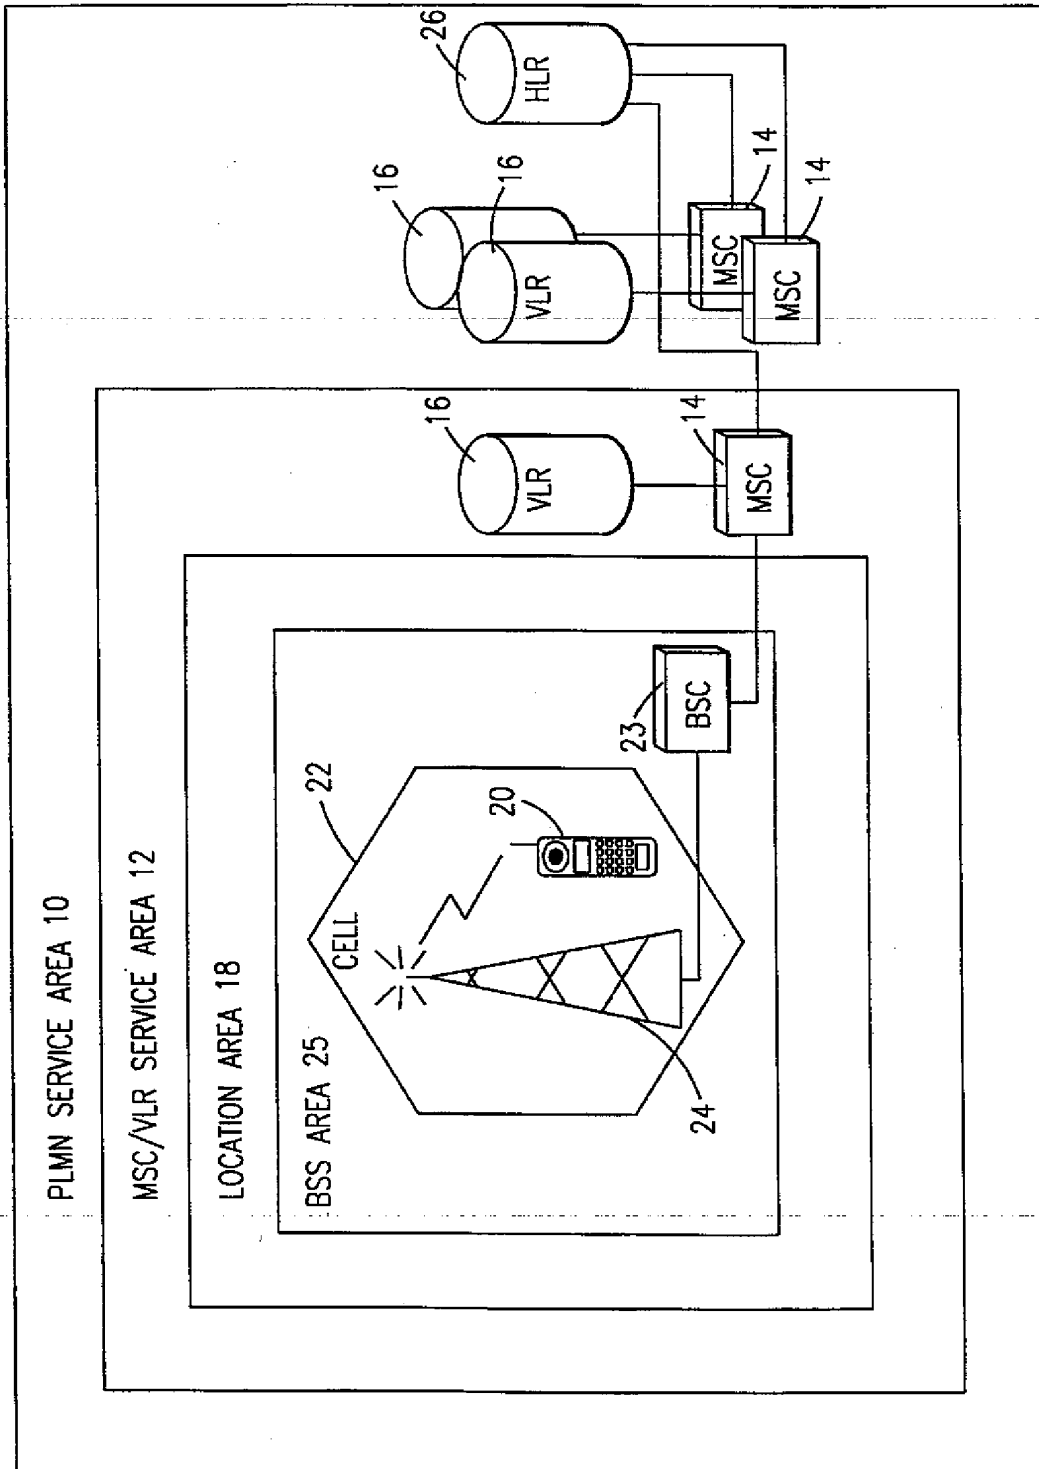 PLMN SERVICE AREA 10
MSC/VLR SERVICE AREA 12
LOCATION AREA 18
BSS AREA 25
CELL
22
20
24
23
BSC
16
VLR
14
MSC
16
16
VLR
26
HLR
14
MSC
14
MSC